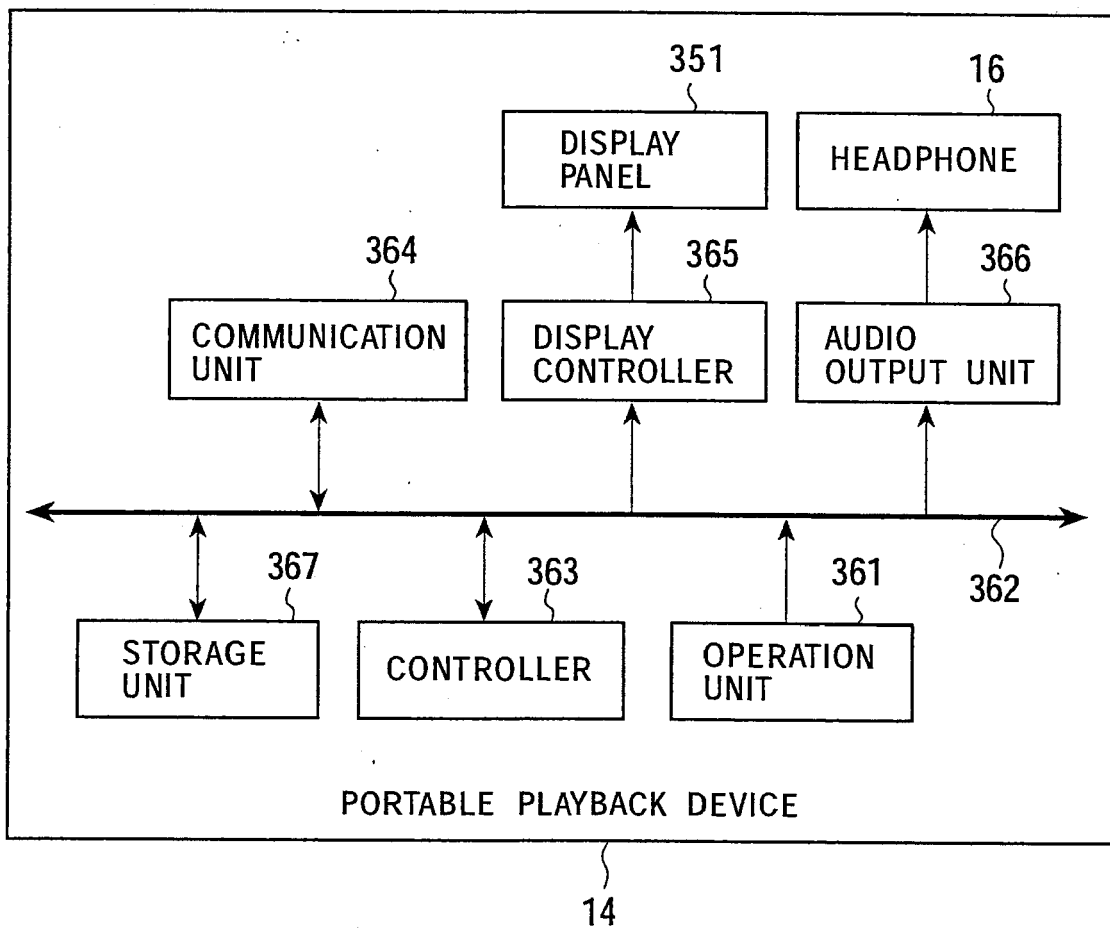 351
16
DISPLAY
PANEL
HEADPHONE
364
365
366
COMMUNICATION
UNIT
DISPLAY
CONTROLLER
AUDIO
OUTPUT UNIT
362
367
363
361
STORAGE
UNIT
CONTROLLER
OPERATION
UNIT
PORTABLE PLAYBACK DEVICE
14